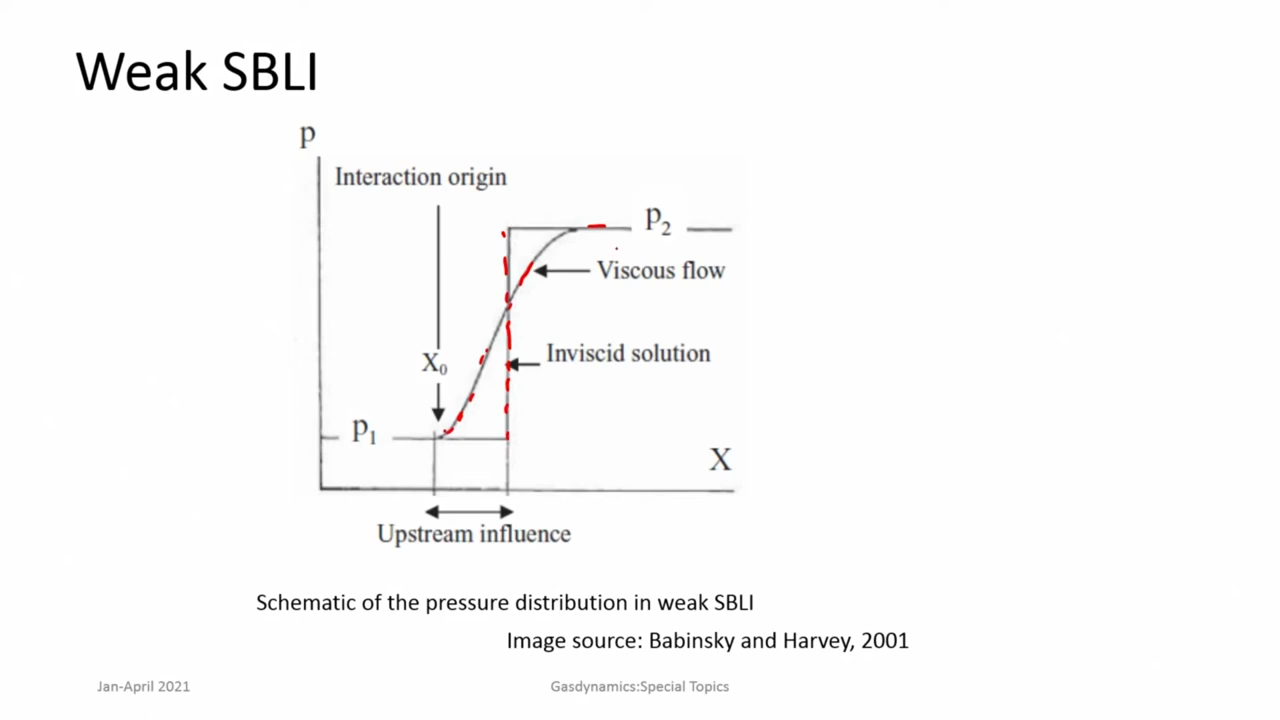 Weak SBLI
p
Interaction origin
p₂
Viscous flow
Inviscid solution
X₀
p₁
X
Upstream influence
Schematic of the pressure distribution in weak SBLI
Image source: Babinsky and Harvey, 2001
Jan-April 2021
Gasdynamics:Special Topics